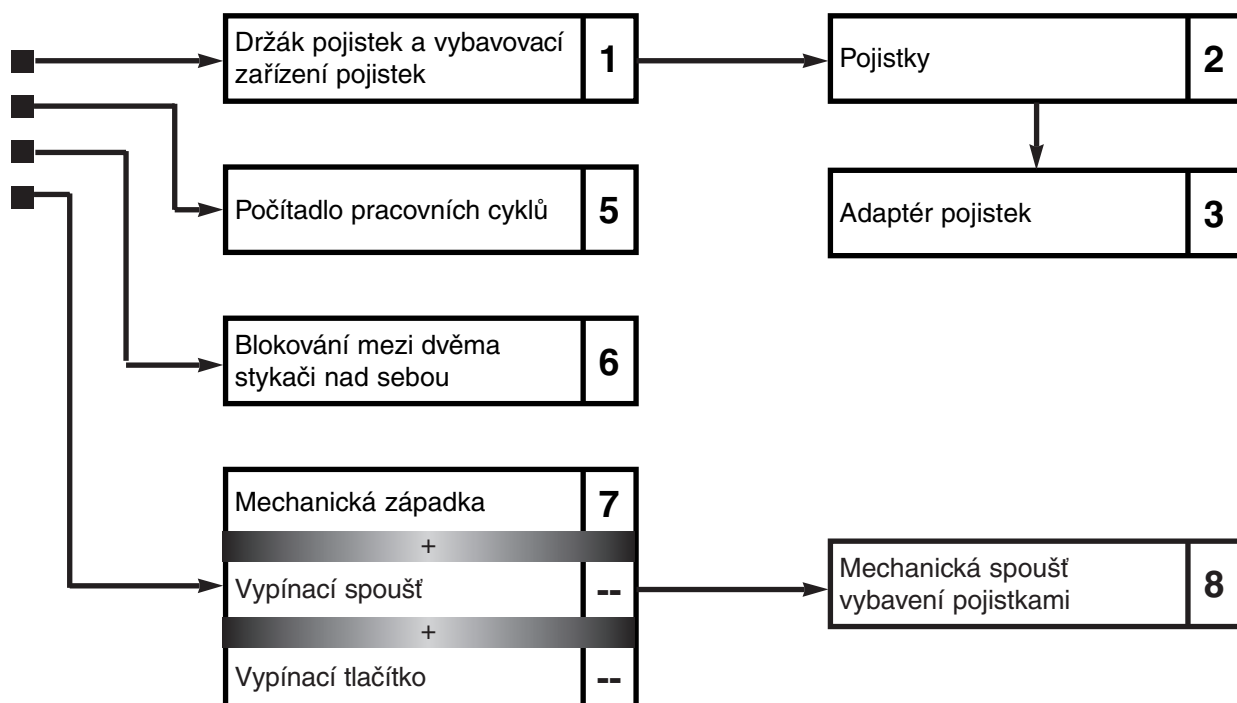 Držák pojistek a vybavovací
zařízení pojistek
1
Pojistky
2
Počítadlo pracovních cyklů
5
Adaptér pojistek
3
Blokování mezi dvěma
stykači nad sebou
6
Mechanická západka
7
+
Vypínací spoušť
--
Mechanická spoušť
vybavení pojistkami
8
+
Vypínací tlačítko
--